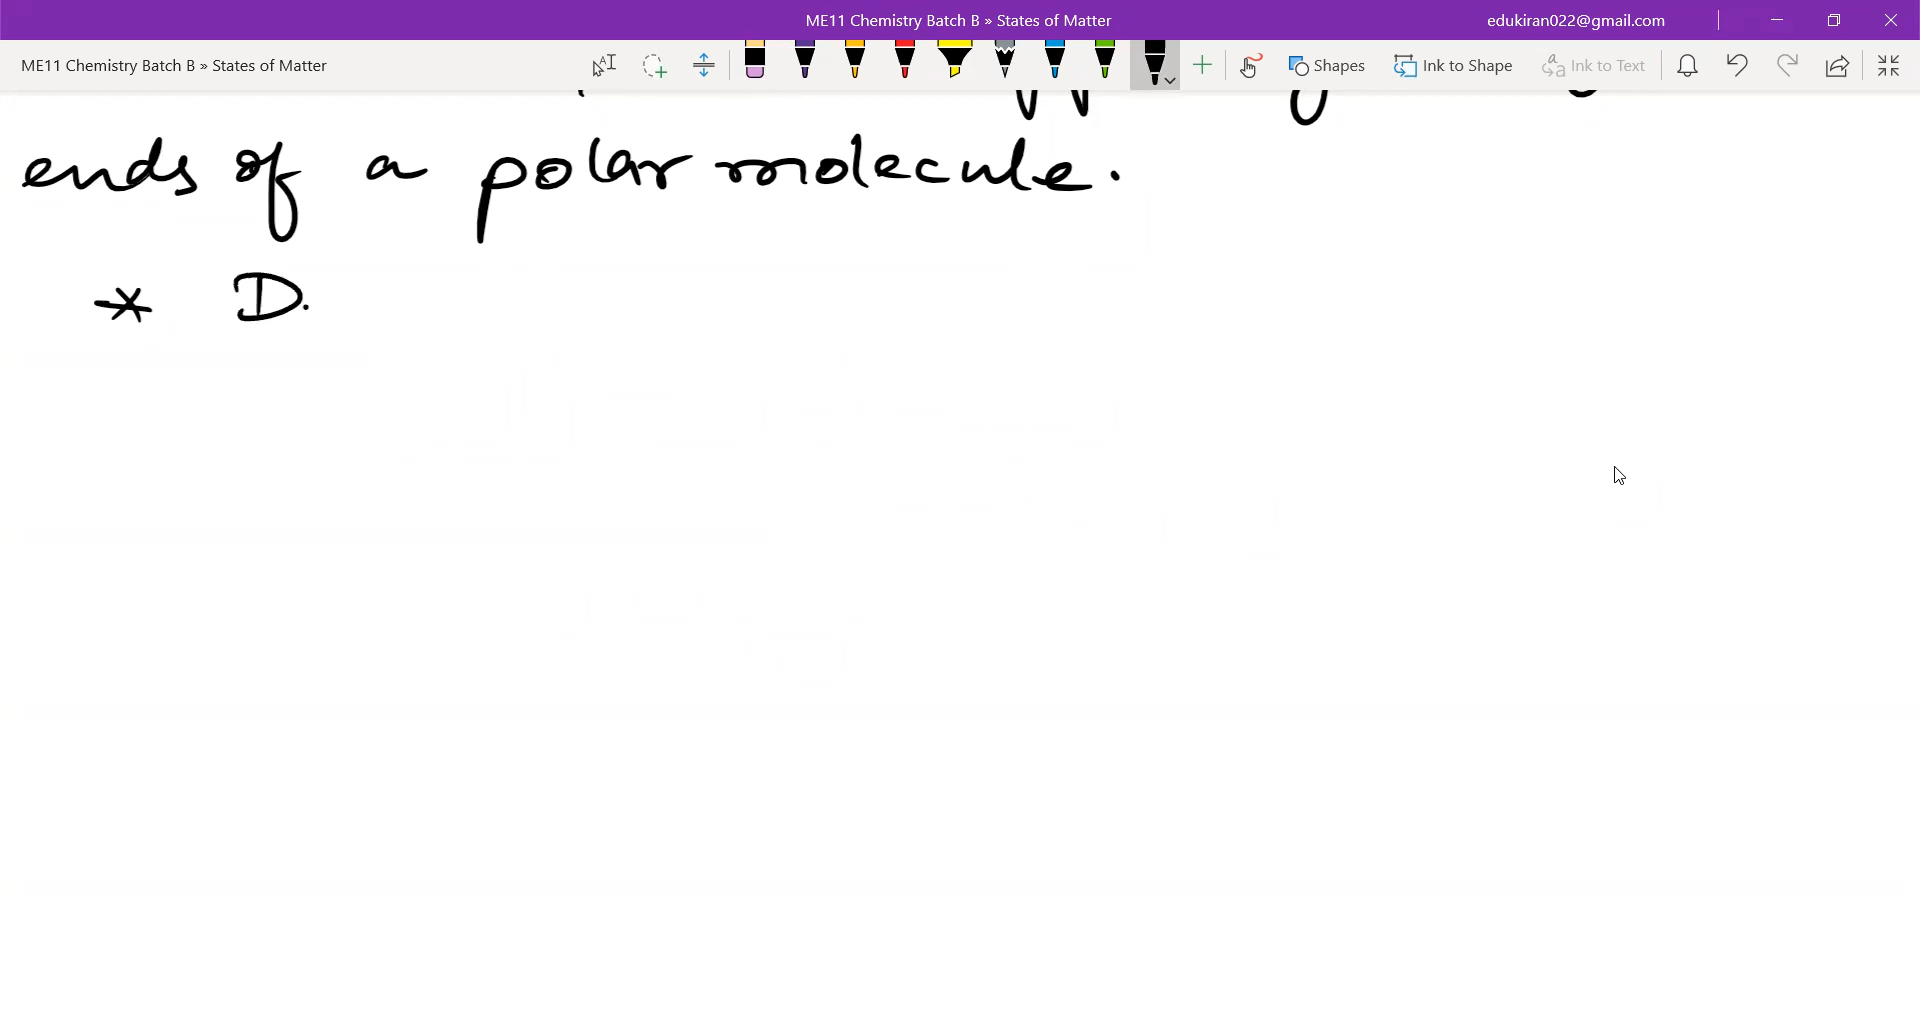 ME11 Chemistry Batch B » States of Matter
edukiran022@gmail.com
ME11 Chemistry Batch B » States of Matter
Shapes
Ink to Shape
Ink to Text
ends of a polar molecule.
* D.